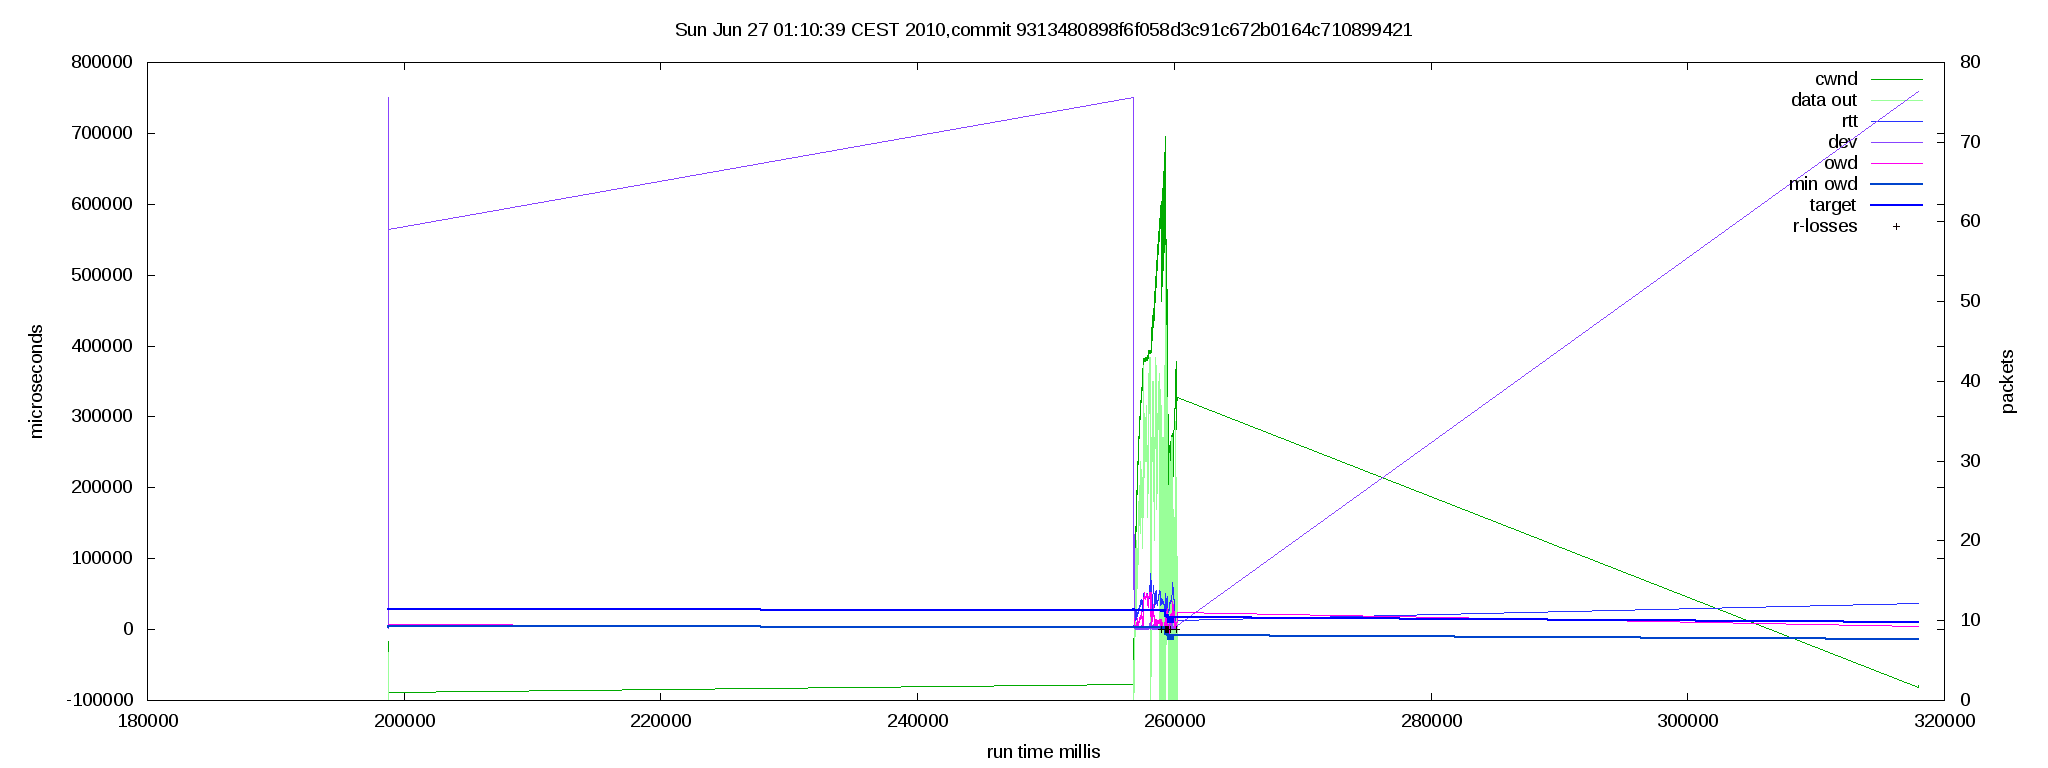 Sun Jun 27 01:10:39 CEST 2010,commit 9313480898f6f058d3c91c672b0164c710899421
800000
700000
600000
500000
400000
300000
200000
100000
0
-100000
microseconds
80
70
60
50
40
30
20
10
0
packets
cwnd
data out
rtt
dev
owd
min owd
target
r-losses
180000 200000 220000 240000 260000 280000 300000 320000
run time millis